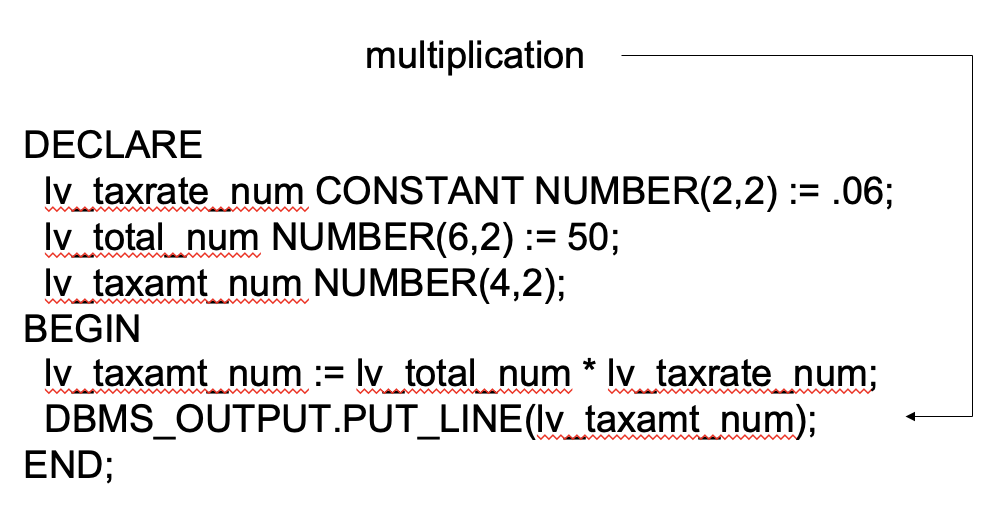 multiplication
DECLARE
lv_taxrate_num CONSTANT NUMBER(2,2) := .06;
lv_total_num NUMBER(6,2) := 50;
lv_taxamt_num NUMBER(4,2);
BEGIN
lv_taxamt_num := lv_total_num * lv_taxrate_num;
DBMS_OUTPUT.PUT_LINE(lv_taxamt_num);
END;